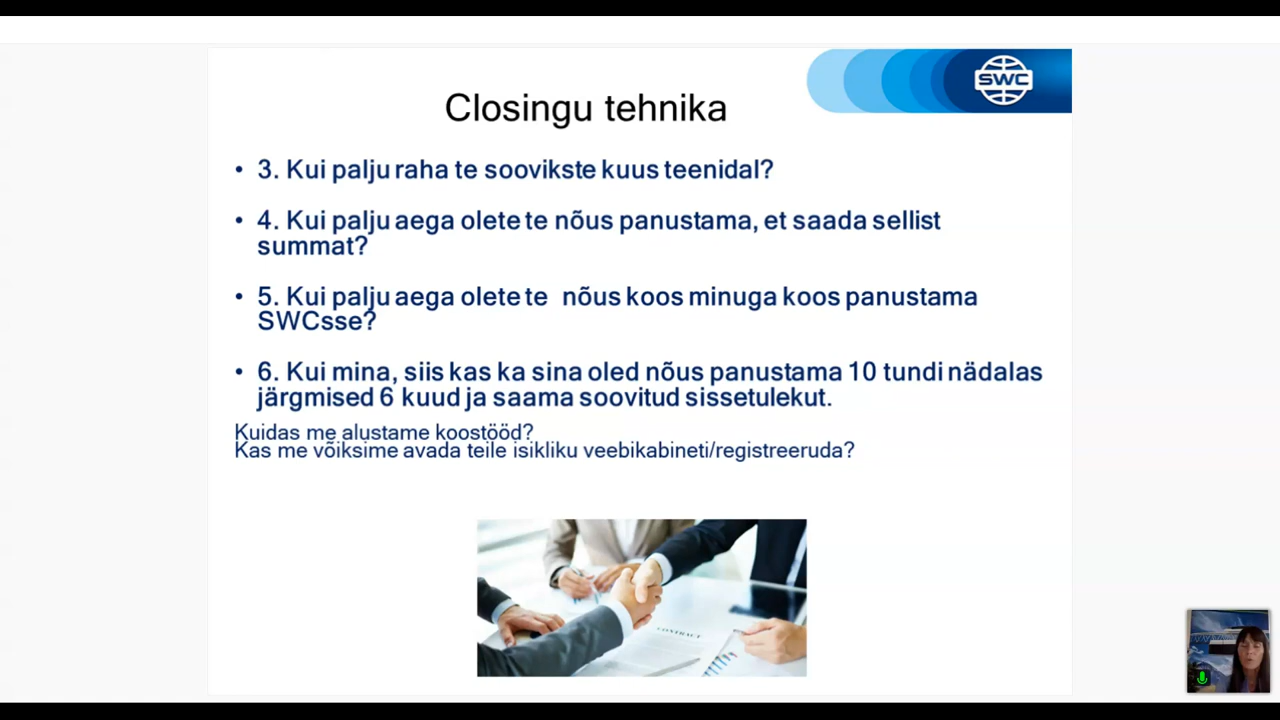 SWC
Closingu tehnika
• 3. Kui palju raha te soovikste kuus teenidal?
• 4. Kui palju aega olete te nõus panustama, et saada sellist
summat?
• 5. Kui palju aega olete te nõus koos minuga koos panustama
SWCsse?
• 6. Kui mina, siis kas ka sina oled nõus panustama 10 tundi nädalas
järgmised 6 kuud ja saama soovitud sissetulekut.
Kuidas me alustame koostööd?
Kas me võiksime avada teile isikliku veebikabineti/registreeruda?
CONTRACT